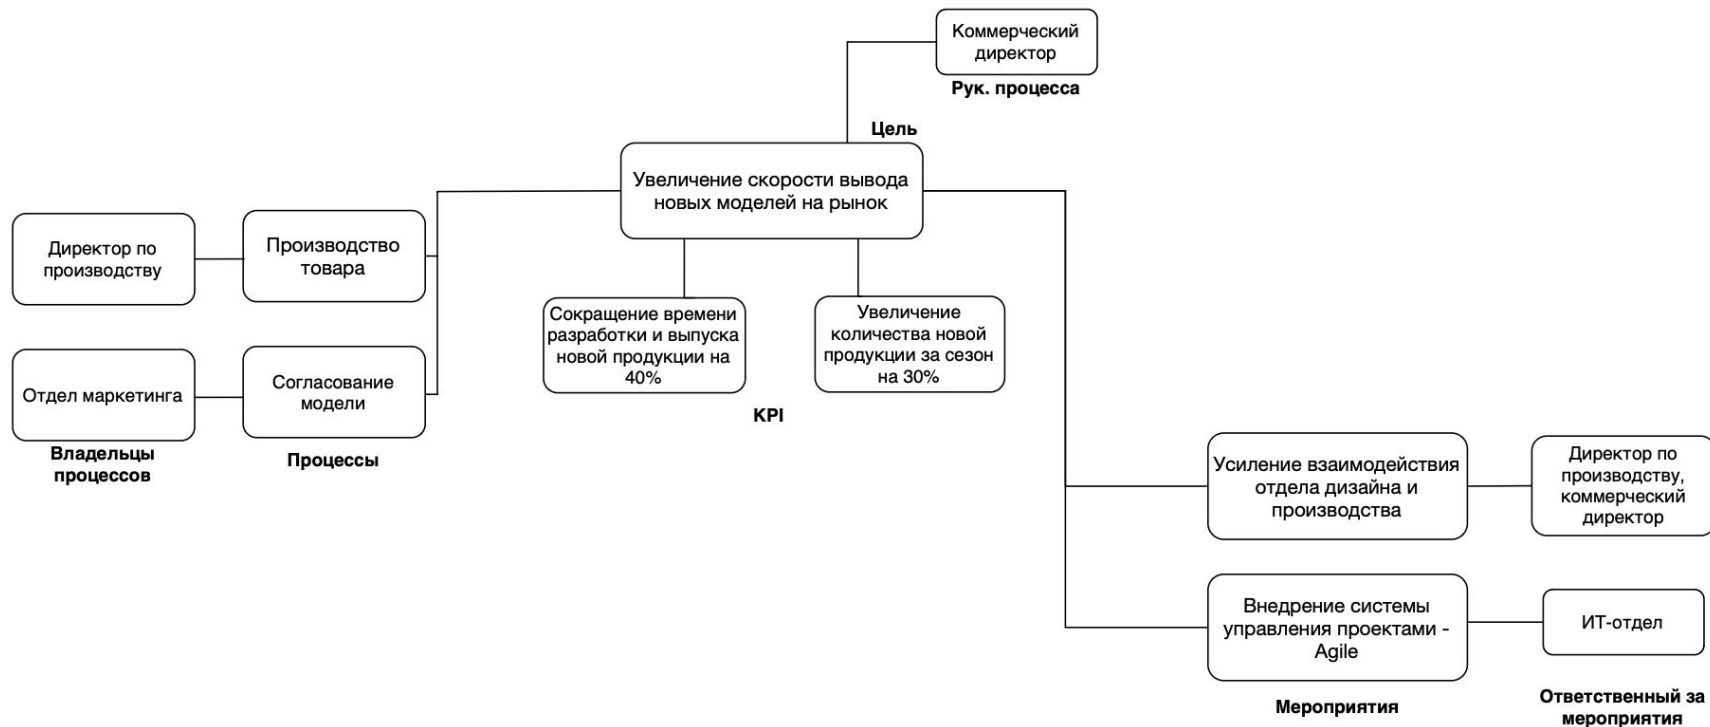 Коммерческий
директор
Рук. процесса
Цель
Увеличение скорости вывода
новых моделей на рынок
Директор по
производству
Производство
товара
Сокращение времени
разработки и выпуска
новой продукции на
40%
Увеличение
количества новой
продукции за сезон
на 30%
KPI
Отдел маркетинга
Согласование
модели
Владельцы
процессов
Процессы
Усиление взаимодействия
отдела дизайна и
производства
Директор по
производству,
коммерческий
директор
Внедрение системы
управления проектами -
Agile
ИТ-отдел
Мероприятия
Ответственный за
мероприятия